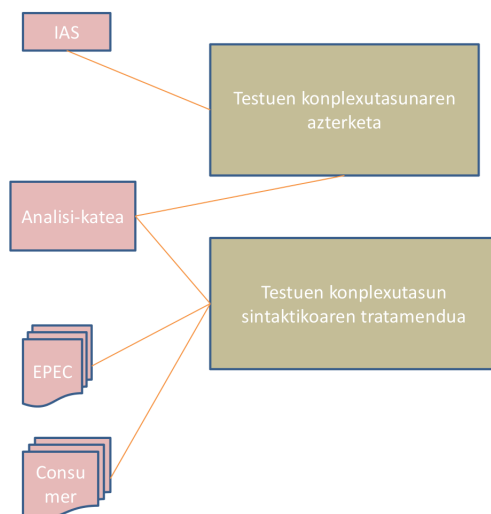 IAS
Testuen konplexutasunaren
azterketa
Analisi-katea
Testuen konplexutasun
sintaktikoaren tratamendua
EPEC
Consu
mer